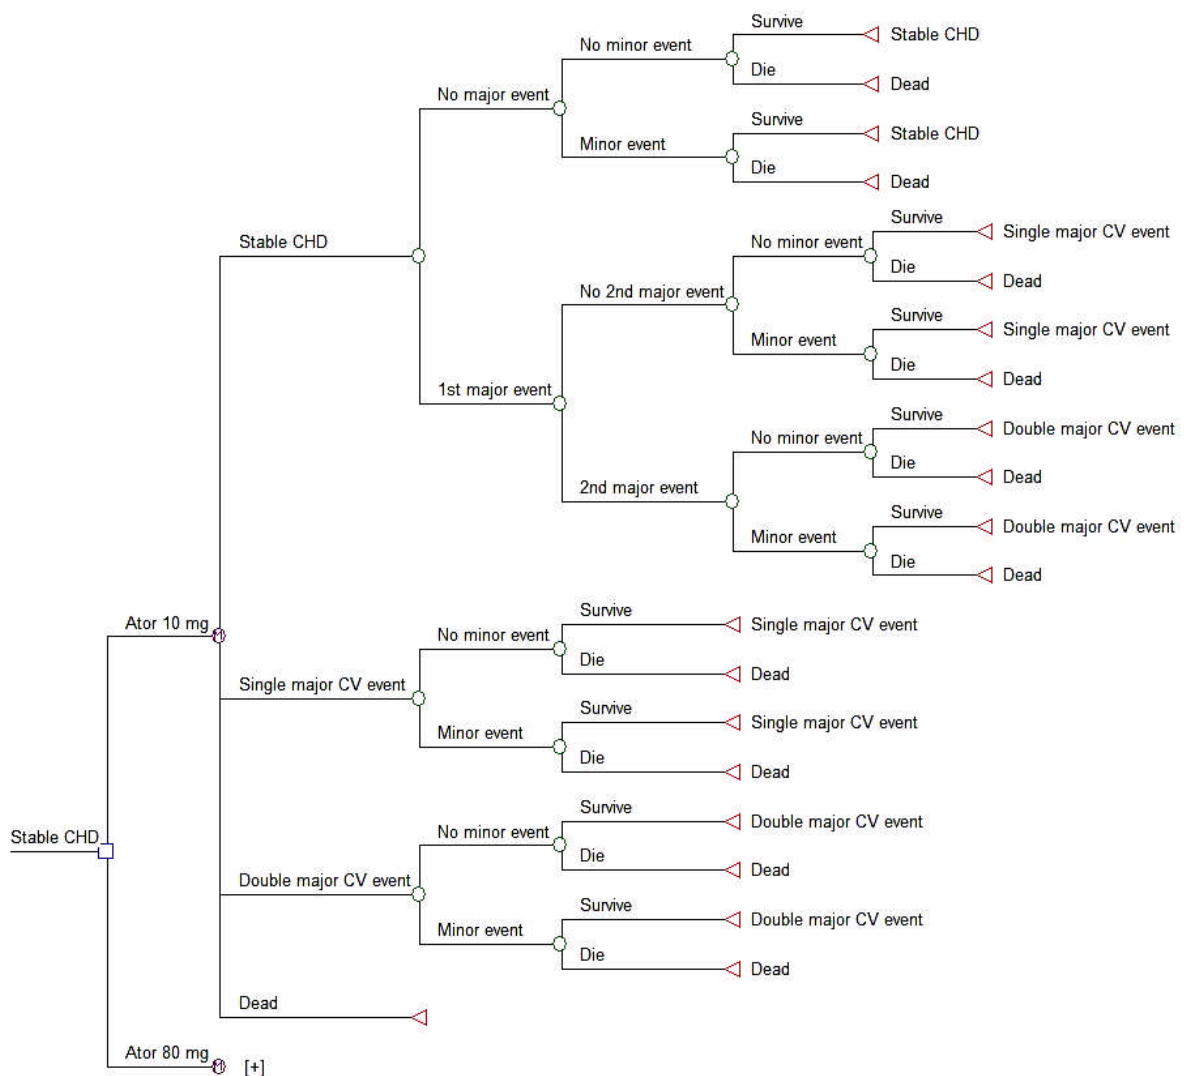 Survive
Stable CHD
No minor event
Die
Dead
No major event
Survive
Stable CHD
Minor event
Die
Dead
Stable CHD
Survive
Single major CV event
No minor event
Die
Dead
No 2nd major event
Survive
Single major CV event
Minor event
Die
Dead
1st major event
Survive
Double major CV event
No minor event
Die
Dead
2nd major event
Survive
Double major CV event
Minor event
Die
Dead
Ator 10 mg
M
Survive
Single major CV event
No minor event
Die
Dead
Single major CV event
Survive
Single major CV event
Minor event
Die
Dead
Stable CHD
Survive
Double major CV event
No minor event
Die
Dead
Double major CV event
Survive
Double major CV event
Minor event
Die
Dead
Dead
Ator 80 mg
M [+]